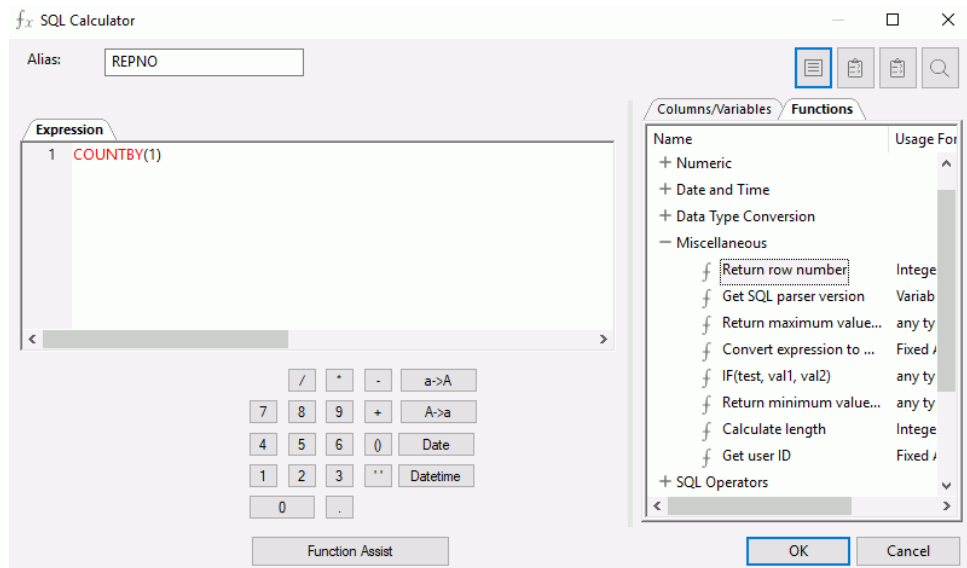 fx SQL Calculator
Alias:
REPNO
Columns/Variables Functions
Expression
1 COUNTBY(1)
Name Usage For
+ Numeric
+ Date and Time
+ Data Type Conversion
− Miscellaneous
f Return row number Intege
f Get SQL parser version Variab
f Return maximum value... any ty
f Convert expression to ... Fixed A
f IF(test, val1, val2) any ty
f Return minimum value... any ty
f Calculate length Intege
f Get user ID Fixed A
+ SQL Operators
/ * - a->A
7 8 9 + A->a
4 5 6 () Date
1 2 3 ' ' Datetime
0 .
Function Assist
OK Cancel